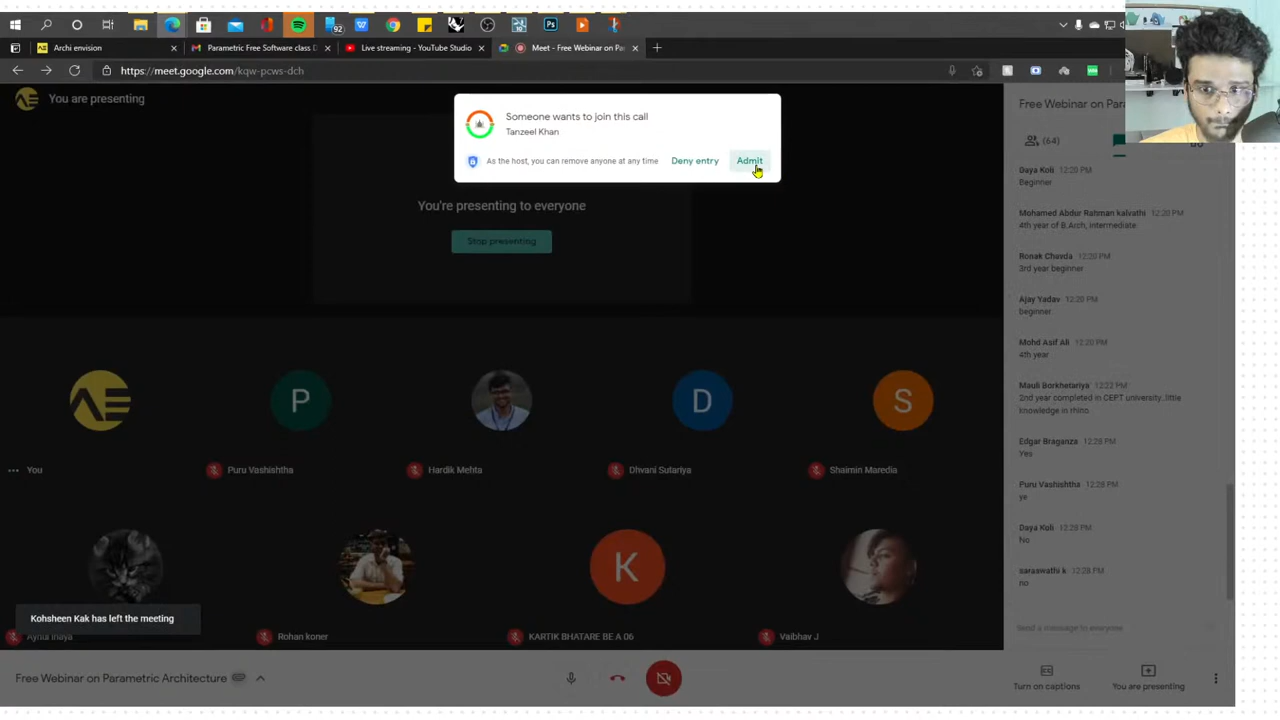 92
Archi envision
Parametric Free Software class D
Live streaming - YouTube Studio
Meet - Free Webinar on Par
https://meet.google.com/kqw-pcws-dch
You are presenting
Someone wants to join this call
Tanzeel Khan
As the host, you can remove anyone at any time
Deny entry
Admit
You're presenting to everyone
Stop presenting
P
D
S
You
Puru Vashishtha
Hardik Mehta
Dhvani Sutariya
Shaimin Maredia
K
Kohsheen Kak has left the meeting
Rohan koner
KARTIK BHATARE BE A 06
Vaibhav J
Free Webinar on Parametric Architecture
Free Webinar on Par
(64)
Daya Koli 12:20 PM
Beginner
Mohamed Abdur Rahman kalvathi 12:20 PM
4th year of B.Arch, intermediate
Ronak Chavda 12:20 PM
3rd year beginner
Ajay Yadav 12:20 PM
beginner
Mohd Asif Ali 12:20 PM
4th year
Mauli Borkhetariya 12:22 PM
2nd year completed in CEPT university..little
knowledge in rhino
Edgar Braganza 12:28 PM
Yes
Puru Vashishtha 12:28 PM
ye
Daya Koli 12:28 PM
No
saraswathi k 12:28 PM
no
Send a message to everyone
Turn on captions
You are presenting